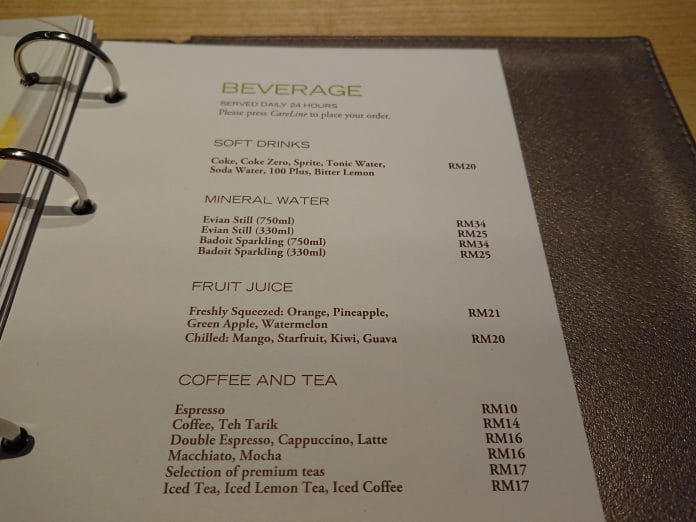 BEVERAGE
SERVED DAILY 24 HOURS
Please press CareLine to place your order.
SOFT DRINKS
Coke, Coke Zero, Sprite, Tonic Water, RM20
Soda Water, 100 Plus, Bitter Lemon
MINERAL WATER
Evian Still (750ml) RM34
Evian Still (330ml) RM25
Badoit Sparkling (750ml) RM34
Badoit Sparkling (330ml) RM25
FRUIT JUICE
Freshly Squeezed: Orange, Pineapple, RM21
Green Apple, Watermelon
Chilled: Mango, Starfruit, Kiwi, Guava RM20
COFFEE AND TEA
Espresso RM10
Coffee, Teh Tarik RM14
Double Espresso, Cappuccino, Latte RM16
Macchiato, Mocha RM16
Selection of premium teas RM17
Iced Tea, Iced Lemon Tea, Iced Coffee RM17